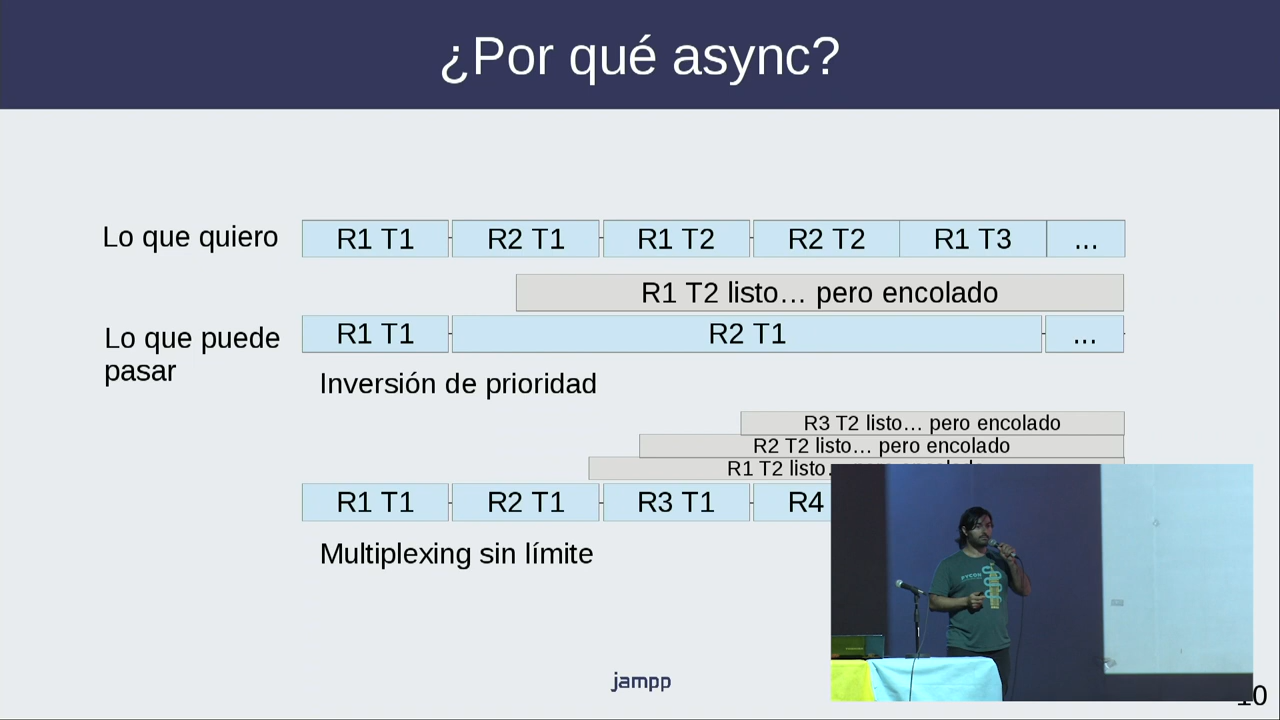 ¿Por qué async?
Lo que quiero
R1 T1 R2 T1 R1 T2 R2 T2 R1 T3 ...
R1 T2 listo... pero encolado
Lo que puede
pasar
R1 T1 R2 T1 ...
Inversión de prioridad
R3 T2 listo... pero encolado
R2 T2 listo... pero encolado
R1 T2 listo
R1 T1 R2 T1 R3 T1 R4
Multiplexing sin límite
jampp
10